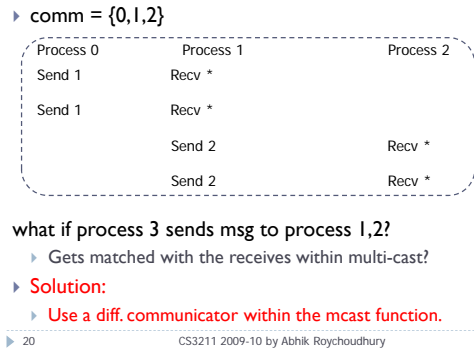 comm = {0,1,2}
Process 0 Process 1 Process 2
Send 1 Recv *
Send 1 Recv *
Send 2 Recv *
Send 2 Recv *
what if process 3 sends msg to process 1,2?
Gets matched with the receives within multi-cast?
Solution:
Use a diff. communicator within the mcast function.
20 CS3211 2009-10 by Abhik Roychoudhury